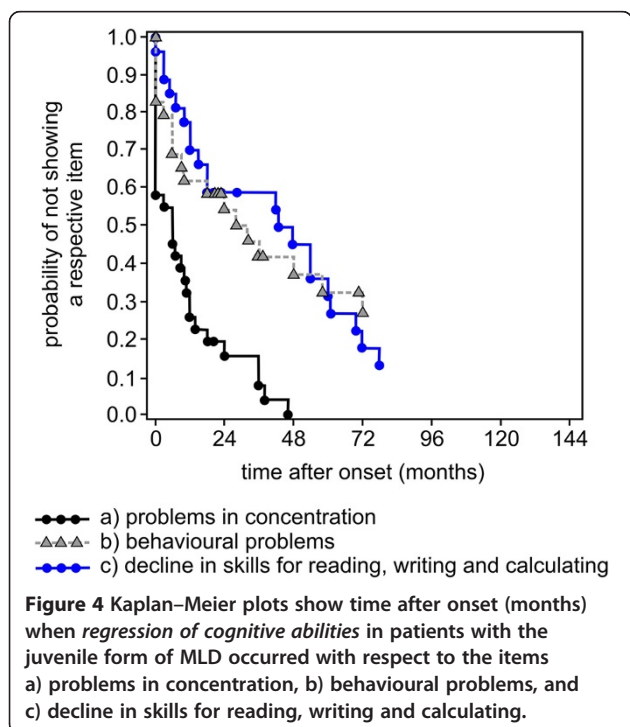 probability of not showing
a respective item
1.0
0.9
0.8
0.7
0.6
0.5
0.4
0.3
0.2
0.1
0.0
0 24 48 72 96 120 144
time after onset (months)
a) problems in concentration
b) behavioural problems
c) decline in skills for reading, writing and calculating
Figure 4 Kaplan–Meier plots show time after onset (months)
when regression of cognitive abilities in patients with the
juvenile form of MLD occurred with respect to the items
a) problems in concentration, b) behavioural problems, and
c) decline in skills for reading, writing and calculating.